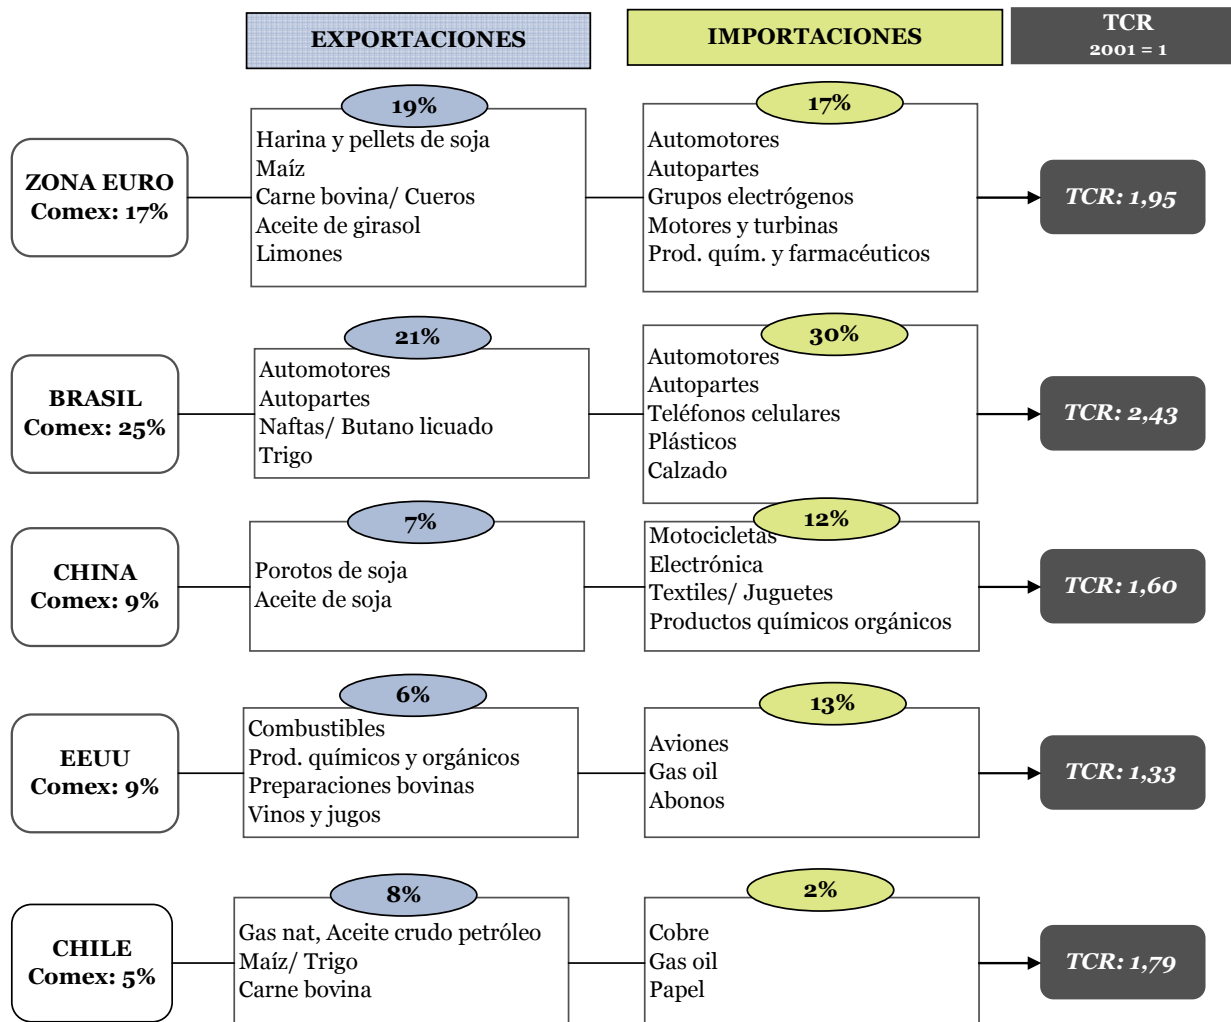 EXPORTACIONES
IMPORTACIONES
TCR
2001 = 1
ZONA EURO
Comex: 17%
19%
Harina y pellets de soja
Maíz
Carne bovina/ Cueros
Aceite de girasol
Limones
17%
Automotores
Autopartes
Grupos electrógenos
Motores y turbinas
Prod. quím. y farmacéuticos
TCR: 1,95
BRASIL
Comex: 25%
21%
Automotores
Autopartes
Naftas/ Butano licuado
Trigo
30%
Automotores
Autopartes
Teléfonos celulares
Plásticos
Calzado
TCR: 2,43
CHINA
Comex: 9%
7%
Porotos de soja
Aceite de soja
12%
Motocicletas
Electrónica
Textiles/ Juguetes
Productos químicos orgánicos
TCR: 1,60
EEUU
Comex: 9%
6%
Combustibles
Prod. químicos y orgánicos
Preparaciones bovinas
Vinos y jugos
13%
Aviones
Gas oil
Abonos
TCR: 1,33
CHILE
Comex: 5%
8%
Gas nat, Aceite crudo petróleo
Maíz/ Trigo
Carne bovina
2%
Cobre
Gas oil
Papel
TCR: 1,79